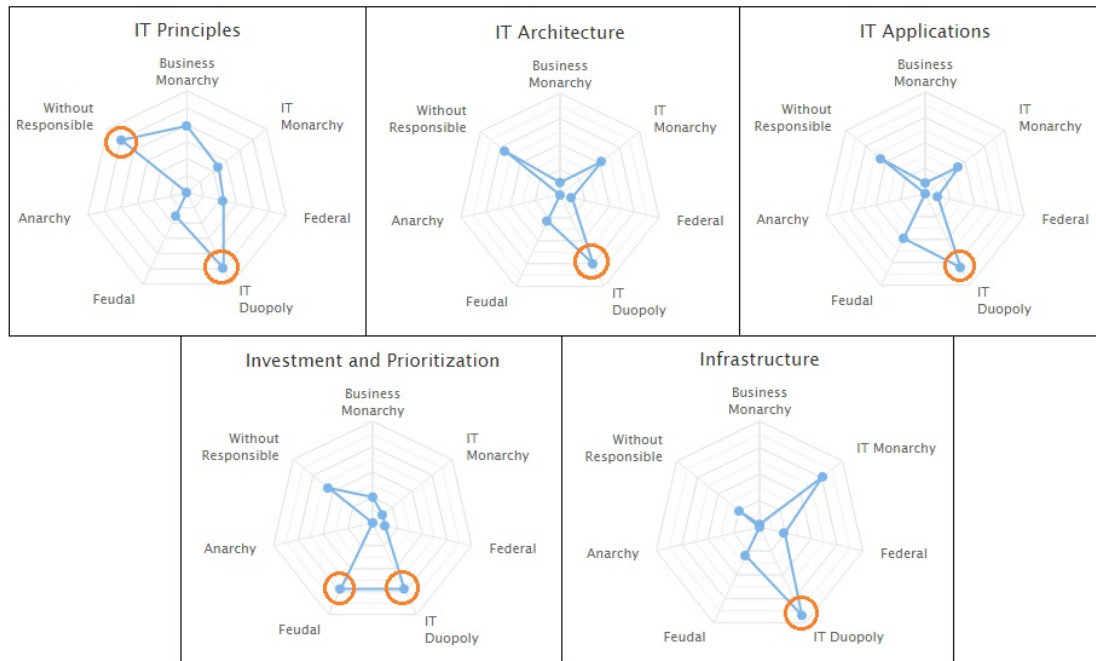 IT Principles
Business
Monarchy
Without
Responsible
IT
Monarchy
Anarchy
Federal
Feudal
IT
Duopoly
IT Architecture
Business
Monarchy
Without
Responsible
IT
Monarchy
Anarchy
Federal
Feudal
IT
Duopoly
IT Applications
Business
Monarchy
Without
Responsible
IT
Monarchy
Anarchy
Federal
Feudal
IT
Duopoly
Investment and Prioritization
Business
Monarchy
Without
Responsible
IT
Monarchy
Anarchy
Federal
Feudal
IT
Duopoly
Infrastructure
Business
Monarchy
Without
Responsible
IT Monarchy
Anarchy
Federal
Feudal
IT Duopoly